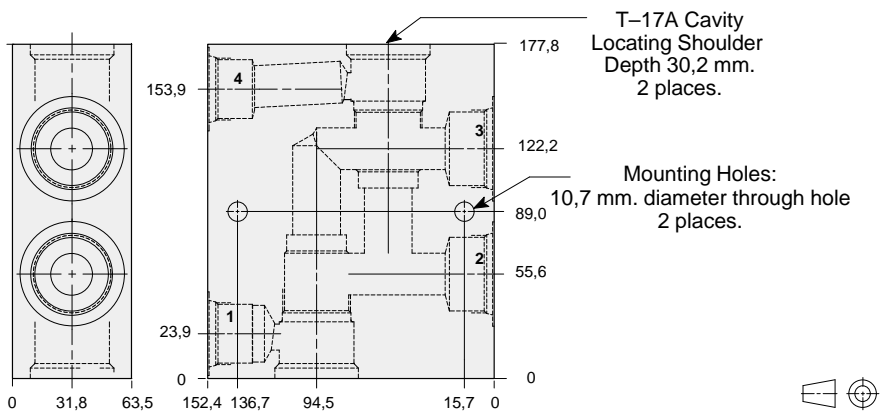 T–17A Cavity
Locating Shoulder
Depth 30,2 mm.
2 places.
177,8
4
153,9
3
122,2
Mounting Holes:
10,7 mm. diameter through hole
2 places.
89,0
2
55,6
1
23,9
0
0
0 31,8 63,5
152,4 136,7 94,5 15,7 0